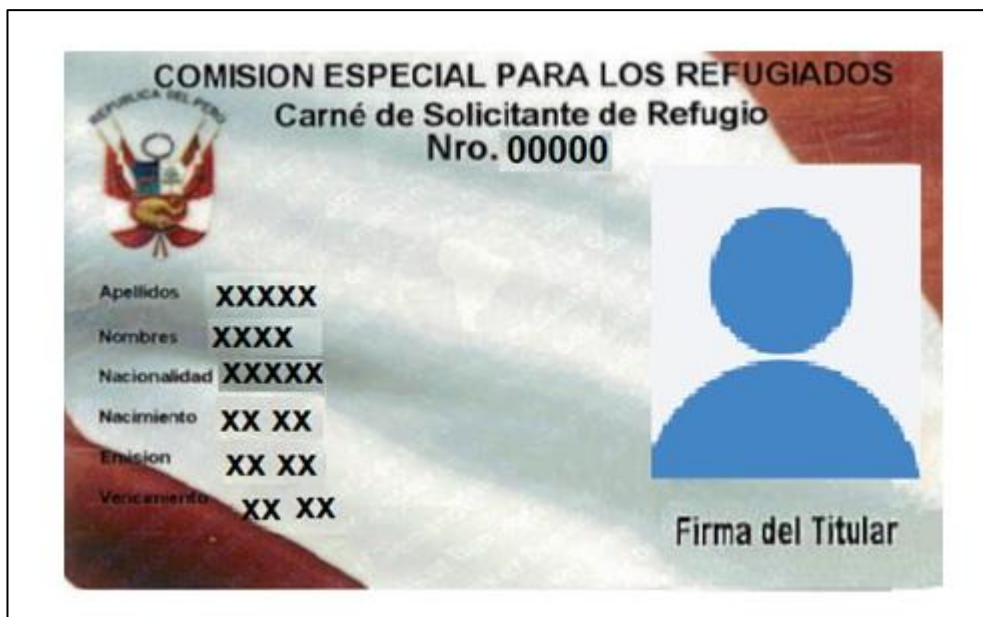 COMISION ESPECIAL PARA LOS REFUGIADOS
REPUBLICA DEL PERU
Carné de Solicitante de Refugio
Nro. 00000
Apellidos XXXXX
Nombres XXXX
Nacionalidad XXXXX
Nacimiento XX XX
Emision XX XX
Vencamiento XX XX
Firma del Titular